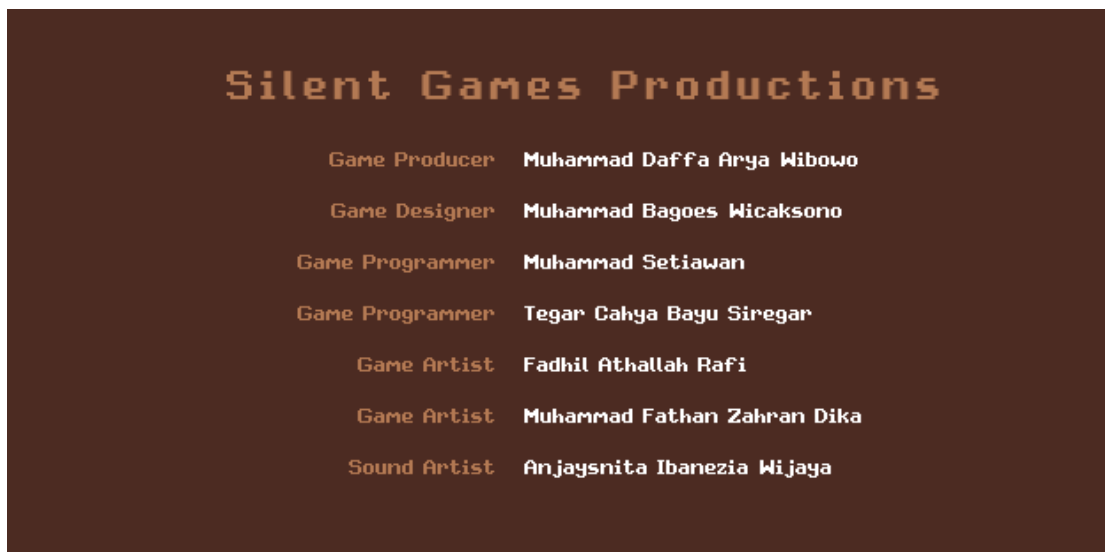 Silent Games Productions
Game Producer Muhammad Daffa Arya Wibowo
Game Designer Muhammad Bagoes Wicaksono
Game Programmer Muhammad Setiawan
Game Programmer Tegar Cahya Bayu Siregar
Game Artist Fadhil Athallah Rafi
Game Artist Muhammad Fathan Zahran Dika
Sound Artist Anjaysnita Ibanezia Wijaya